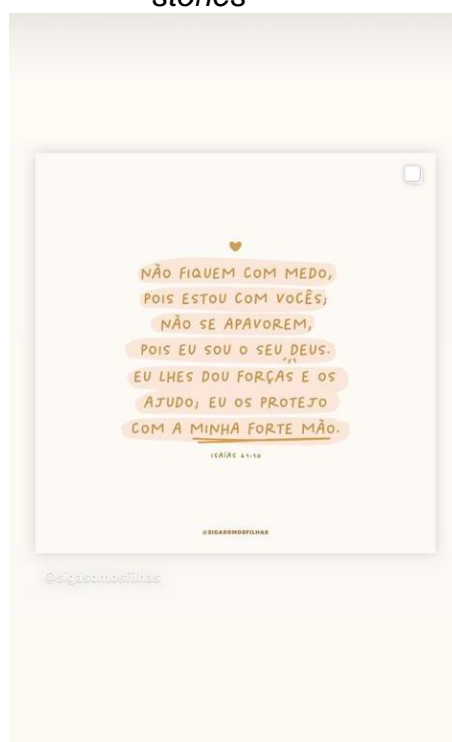 stories
NÃO FIQUEM COM MEDO,
POIS ESTOU COM VOCÊS;
NÃO SE APAVOREM,
POIS EU SOU O SEU DEUS.
EU LHES DOU FORÇAS E OS
AJUDO; EU OS PROTEJO
COM A MINHA FORTE MÃO.
ISAÍAS 41:10
@SIGASOMOSFILHAS
@sigasomosfilhas